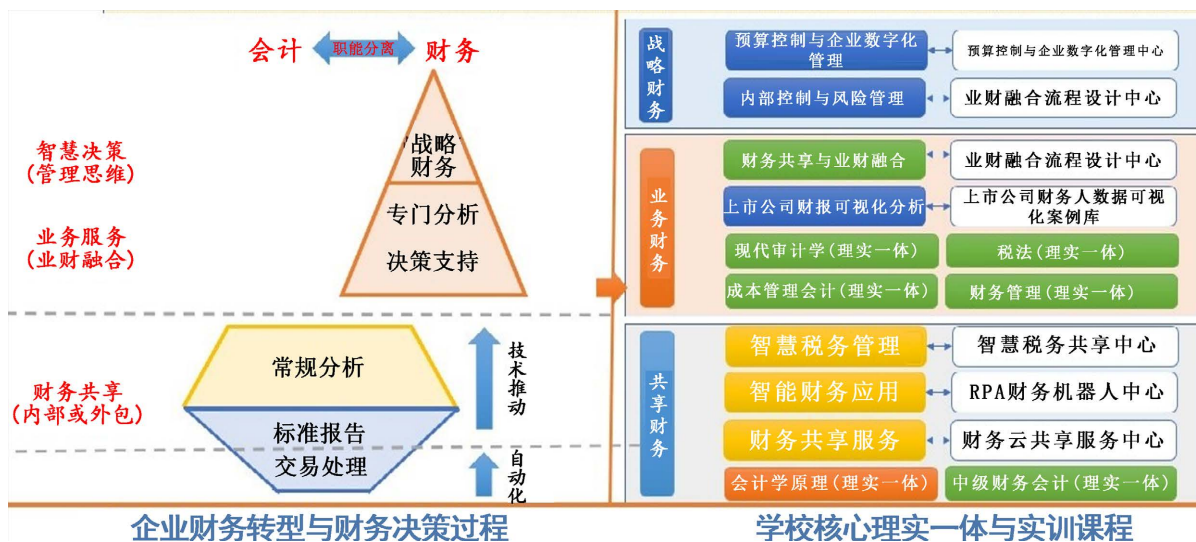 会计
职能分离
财务
智慧决策
(管理思维)
业务服务
(业财融合)
财务共享
(内部或外包)
战略
财务
专门分析
决策支持
常规分析
标准报告
交易处理
技术推动
自动化
企业财务转型与财务决策过程
战略财务
预算控制与企业数字化
管理
预算控制与企业数字化管理中心
内部控制与风险管理
业财融合流程设计中心
业务财务
财务共享与业财融合
业财融合流程设计中心
上市公司财报可视化分析
上市公司财务人数据可视
化案例库
现代审计学(理实一体)
税法(理实一体)
成本管理会计(理实一体)
财务管理(理实一体)
共享财务
智慧税务管理
智慧税务共享中心
智能财务应用
RPA财务机器人中心
财务共享服务
财务云共享服务中心
会计学原理(理实一体)
中级财务会计(理实一体)
学校核心理实一体与实训课程